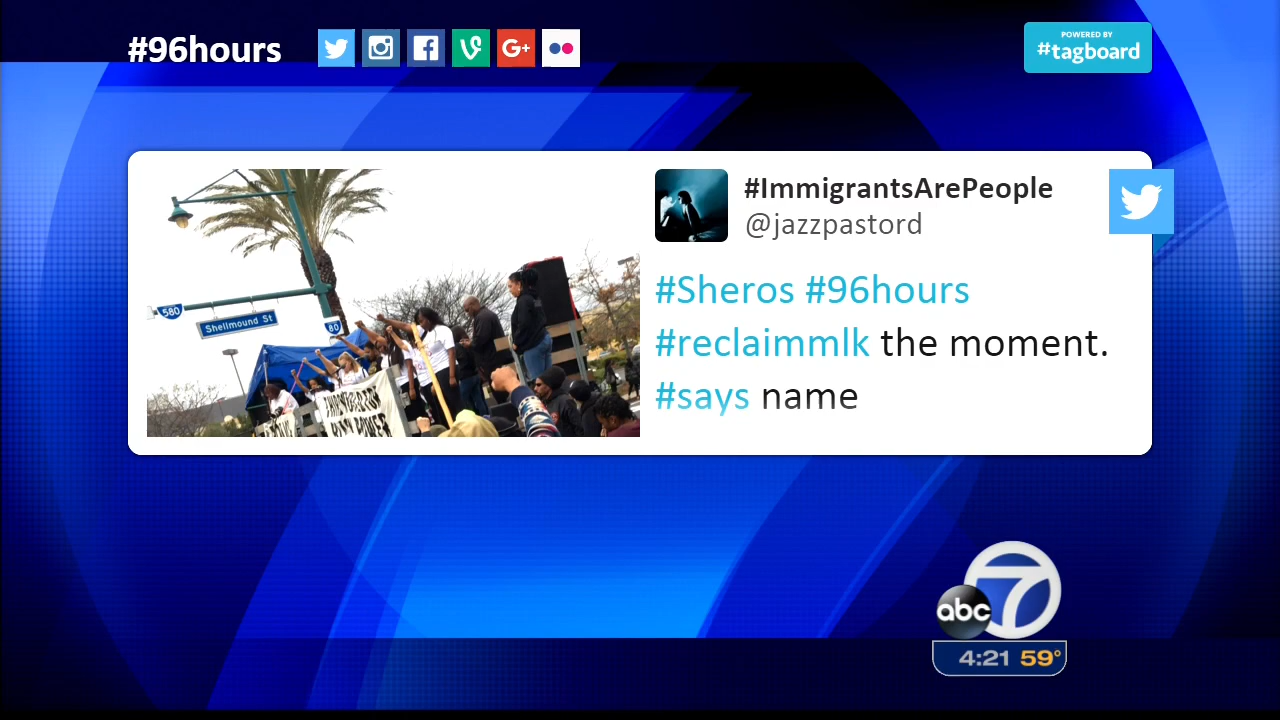 #96hours
G+
POWERED BY
#tagboard
#ImmigrantsArePeople
@jazzpastord
#Sheros #96hours
#reclaimmlk the moment.
#says name
580
Shellmound St
80
abc 7
4:21 59°